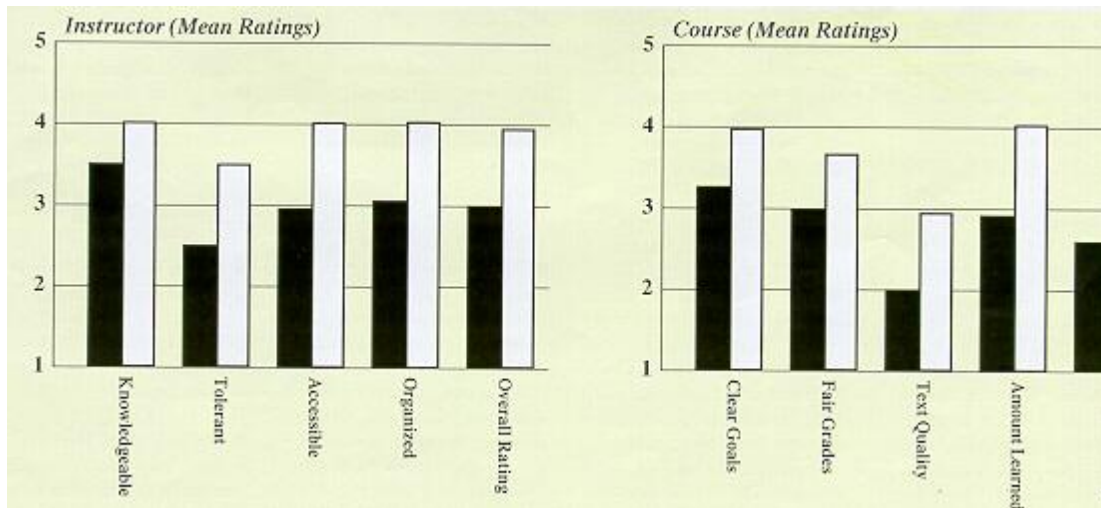 Instructor (Mean Ratings)
5
4
3
2
1
Knowledgeable
Tolerant
Accessible
Organized
Overall Rating
Course (Mean Ratings)
5
4
3
2
1
Clear Goals
Fair Grades
Text Quality
Amount Learned